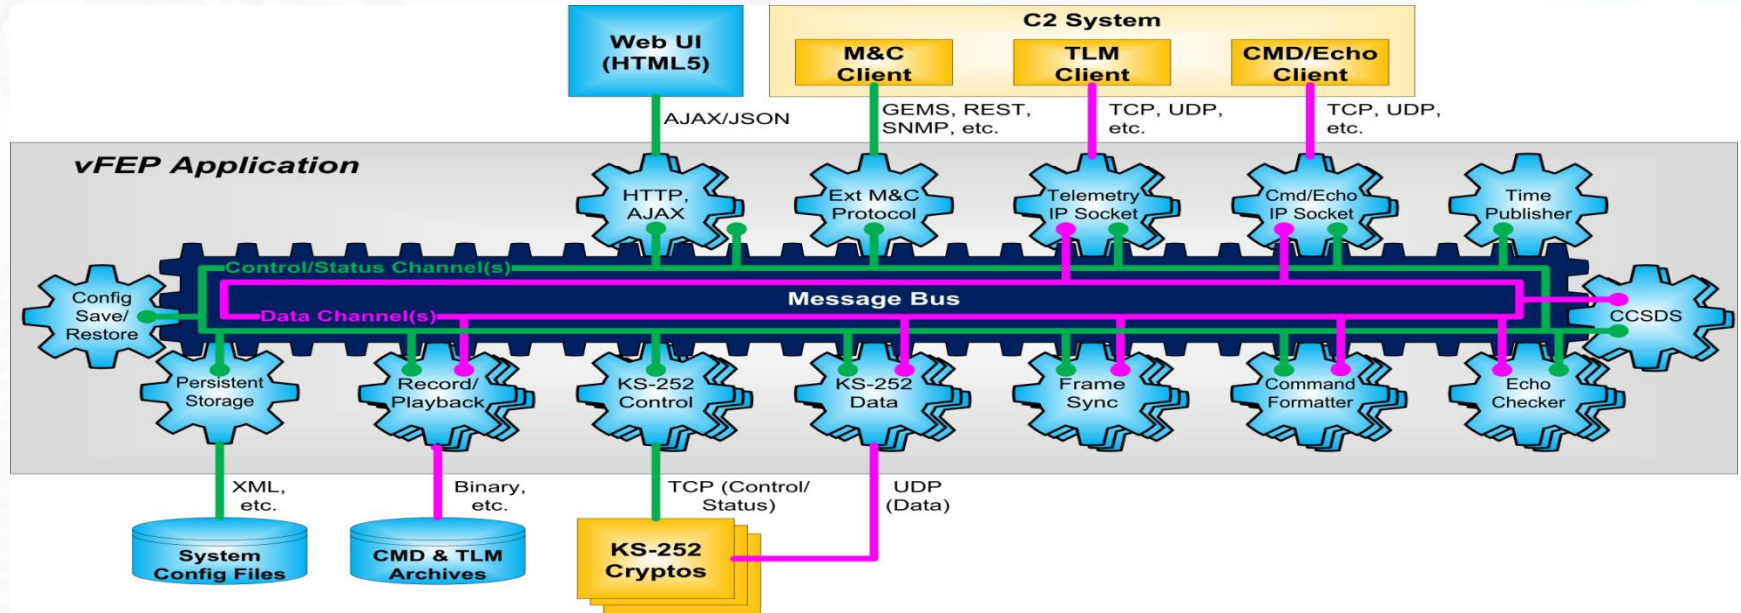 C2 System
Web UI
(HTML5)
M&C
Client
TLM
Client
CMD/Echo
Client
AJAX/JSON
GEMS, REST,
SNMP, etc.
TCP, UDP,
etc.
TCP, UDP,
etc.
vFEP Application
HTTP,
AJAX
Ext M&C
Protocol
Telemetry
IP Socket
Cmd/Echo
IP Socket
Time
Publisher
Control/Status Channel(s)
Message Bus
Data Channel(s)
Config
Save/
Restore
CCSDS
Persistent
Storage
Record/
Playback
KS-252
Control
KS-252
Data
Frame
Sync
Command
Formatter
Echo
Checker
XML,
etc.
Binary,
etc.
TCP (Control/
Status)
UDP
(Data)
System
Config Files
CMD & TLM
Archives
KS-252
Cryptos